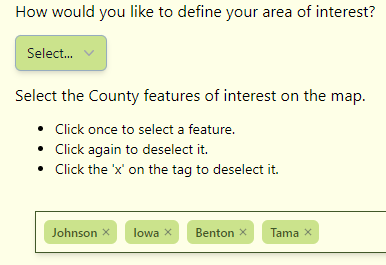 How would you like to define your area of interest?
Select...
Select the County features of interest on the map.
• Click once to select a feature.
• Click again to deselect it.
• Click the 'x' on the tag to deselect it.
Johnson × Iowa × Benton × Tama ×